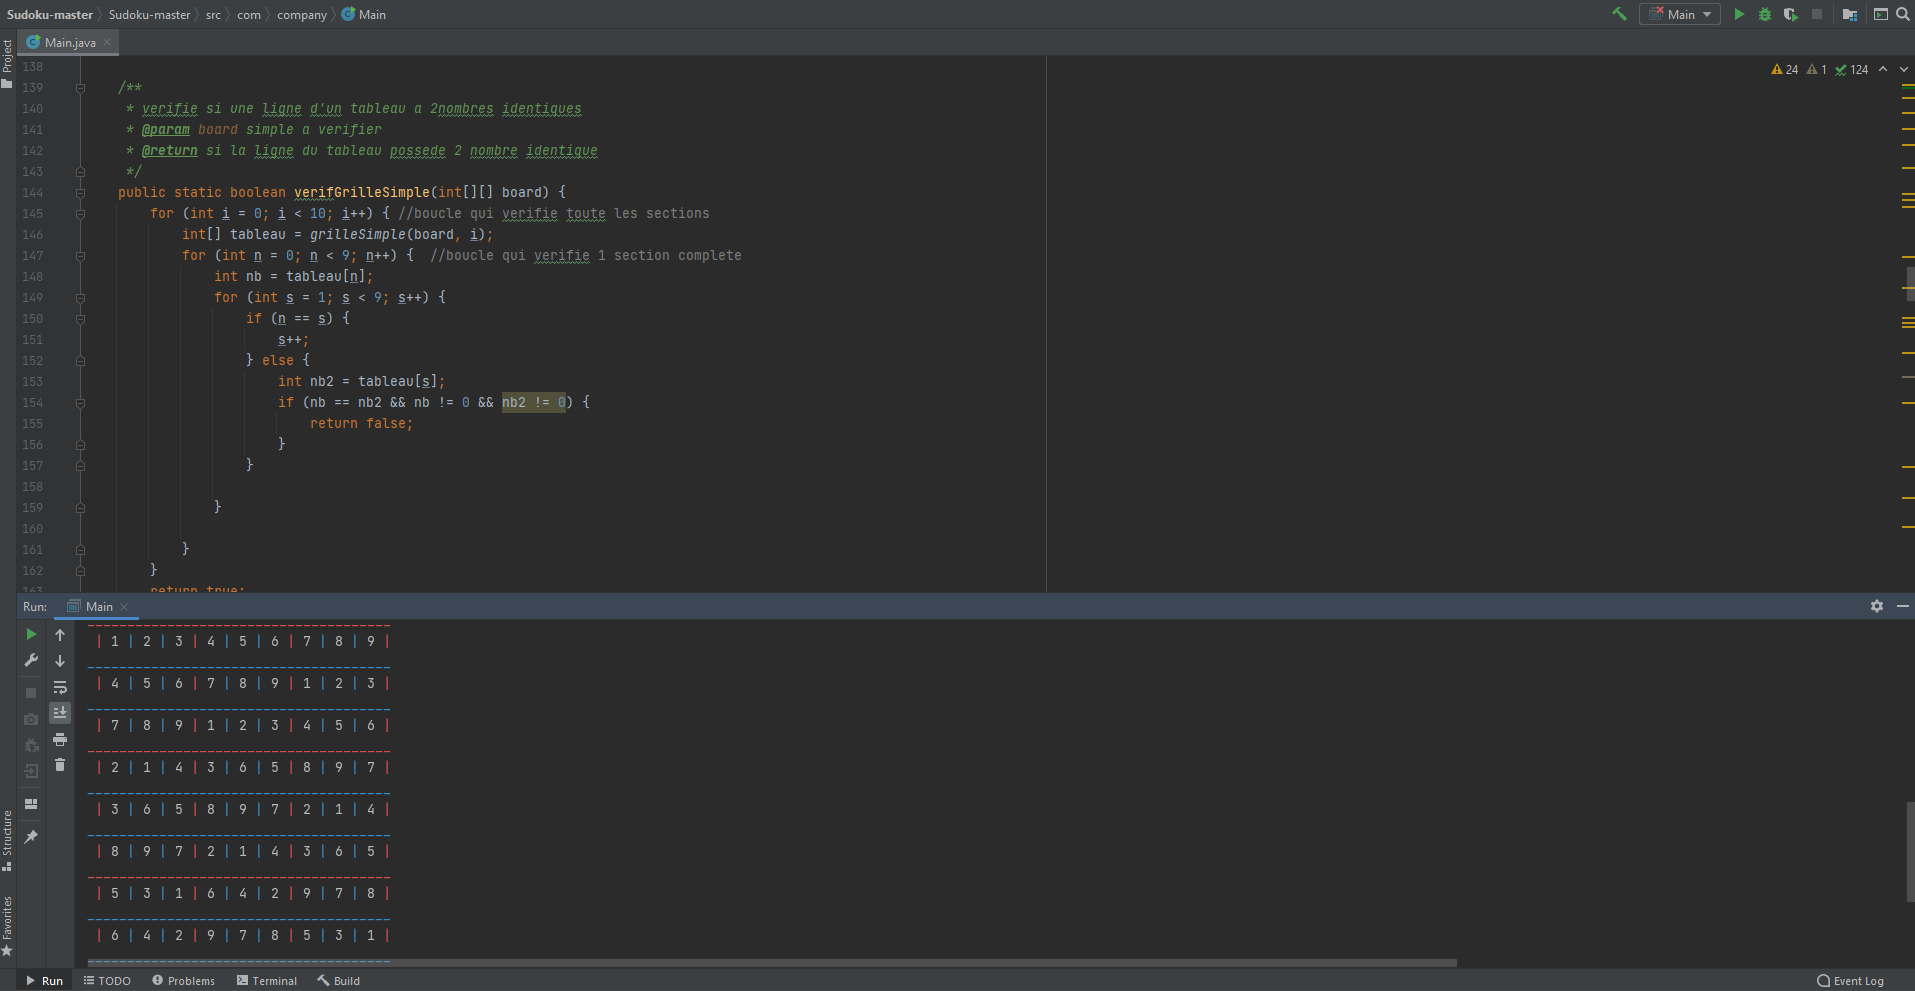 Sudoku-master 〉 Sudoku-master 〉 src 〉 com 〉 company 〉 Main
Main
Main.java
Project
24 1 124
138
139 /**
140 * verifie si une ligne d'un tableau a 2nombres identiques
141 * @param board simple a verifier
142 * @return si la ligne du tableau possede 2 nombre identique
143 */
144 public static boolean verifGrilleSimple(int[][] board) {
145 for (int i = 0; i < 10; i++) { //boucle qui verifie toute les sections
146 int[] tableau = grilleSimple(board, i);
147 for (int n = 0; n < 9; n++) { //boucle qui verifie 1 section complete
148 int nb = tableau[n];
149 for (int s = 1; s < 9; s++) {
150 if (n == s) {
151 s++;
152 } else {
153 int nb2 = tableau[s];
154 if (nb == nb2 && nb != 0 && nb2 != 0) {
155 return false;
156 }
157 }
158
159 }
160
161 }
162 }
163 return true;
Run: Main
---------------------------------------
| 1 | 2 | 3 | 4 | 5 | 6 | 7 | 8 | 9 |
---------------------------------------
| 4 | 5 | 6 | 7 | 8 | 9 | 1 | 2 | 3 |
---------------------------------------
| 7 | 8 | 9 | 1 | 2 | 3 | 4 | 5 | 6 |
---------------------------------------
| 2 | 1 | 4 | 3 | 6 | 5 | 8 | 9 | 7 |
---------------------------------------
| 3 | 6 | 5 | 8 | 9 | 7 | 2 | 1 | 4 |
---------------------------------------
| 8 | 9 | 7 | 2 | 1 | 4 | 3 | 6 | 5 |
---------------------------------------
| 5 | 3 | 1 | 6 | 4 | 2 | 9 | 7 | 8 |
---------------------------------------
| 6 | 4 | 2 | 9 | 7 | 8 | 5 | 3 | 1 |
---------------------------------------
Structure
Favorites
Run TODO Problems Terminal Build Event Log